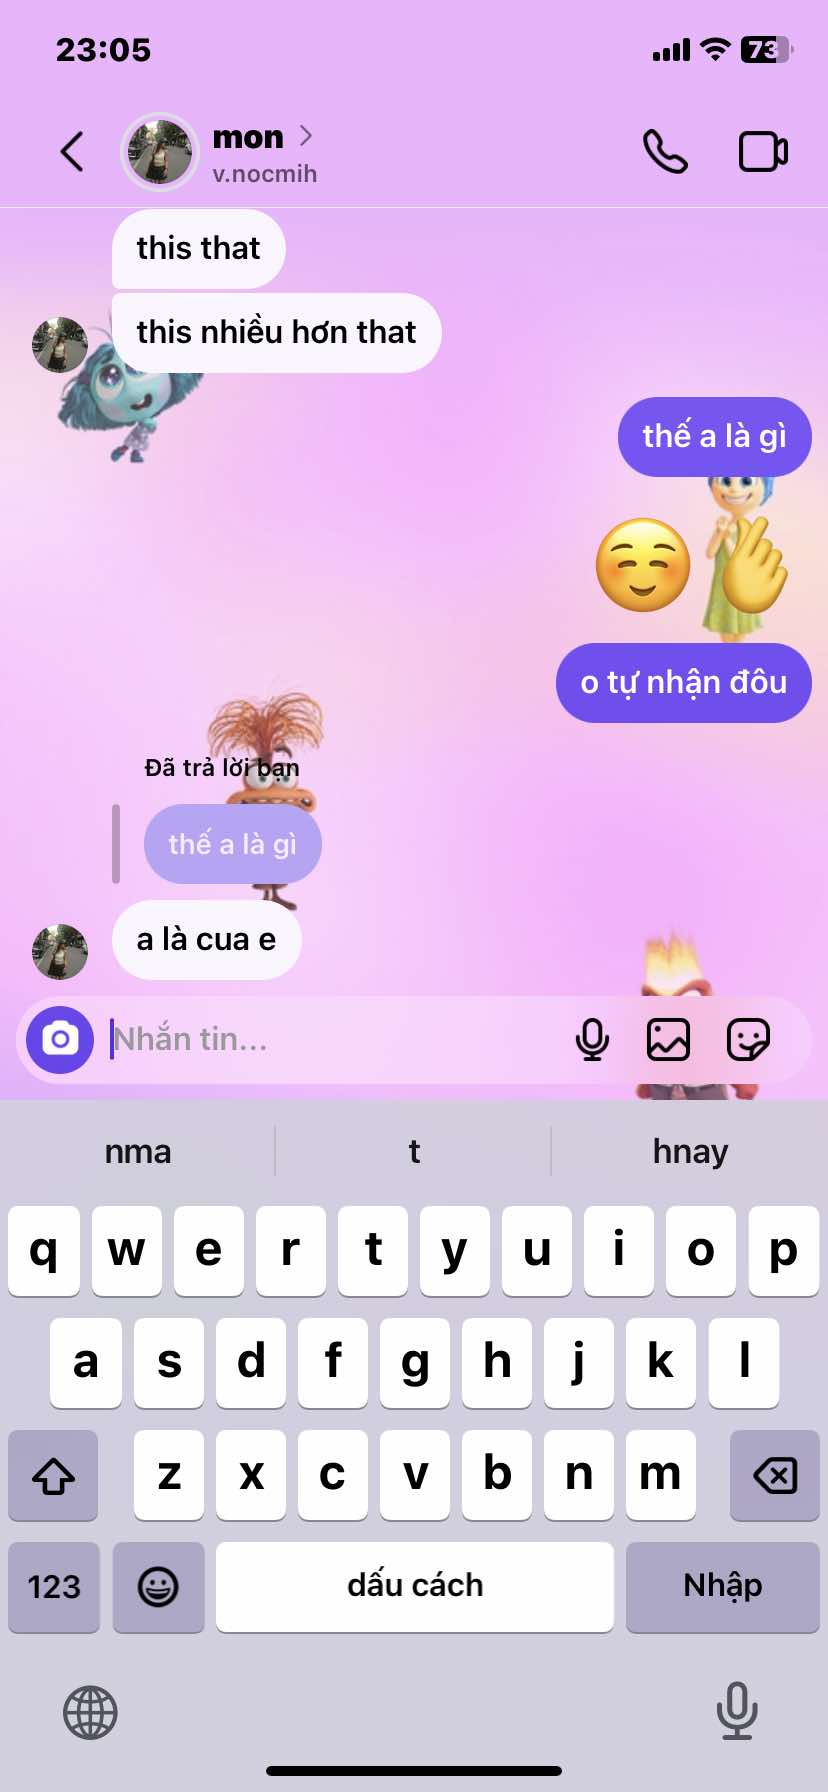 23:05
73
mon
v.nocmih
this that
this nhiều hơn that
thế a là gì
o tự nhận đôu
Đã trả lời bạn
thế a là gì
a là cua e
Nhắn tin...
nma t hnay
q w e r t y u i o p
a s d f g h j k l
z x c v b n m
123 dấu cách Nhập